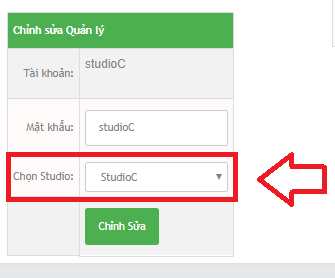 Chỉnh sửa Quản lý
Tài khoản: studioC
Mật khẩu: studioC
Chọn Studio: StudioC
Chỉnh Sửa